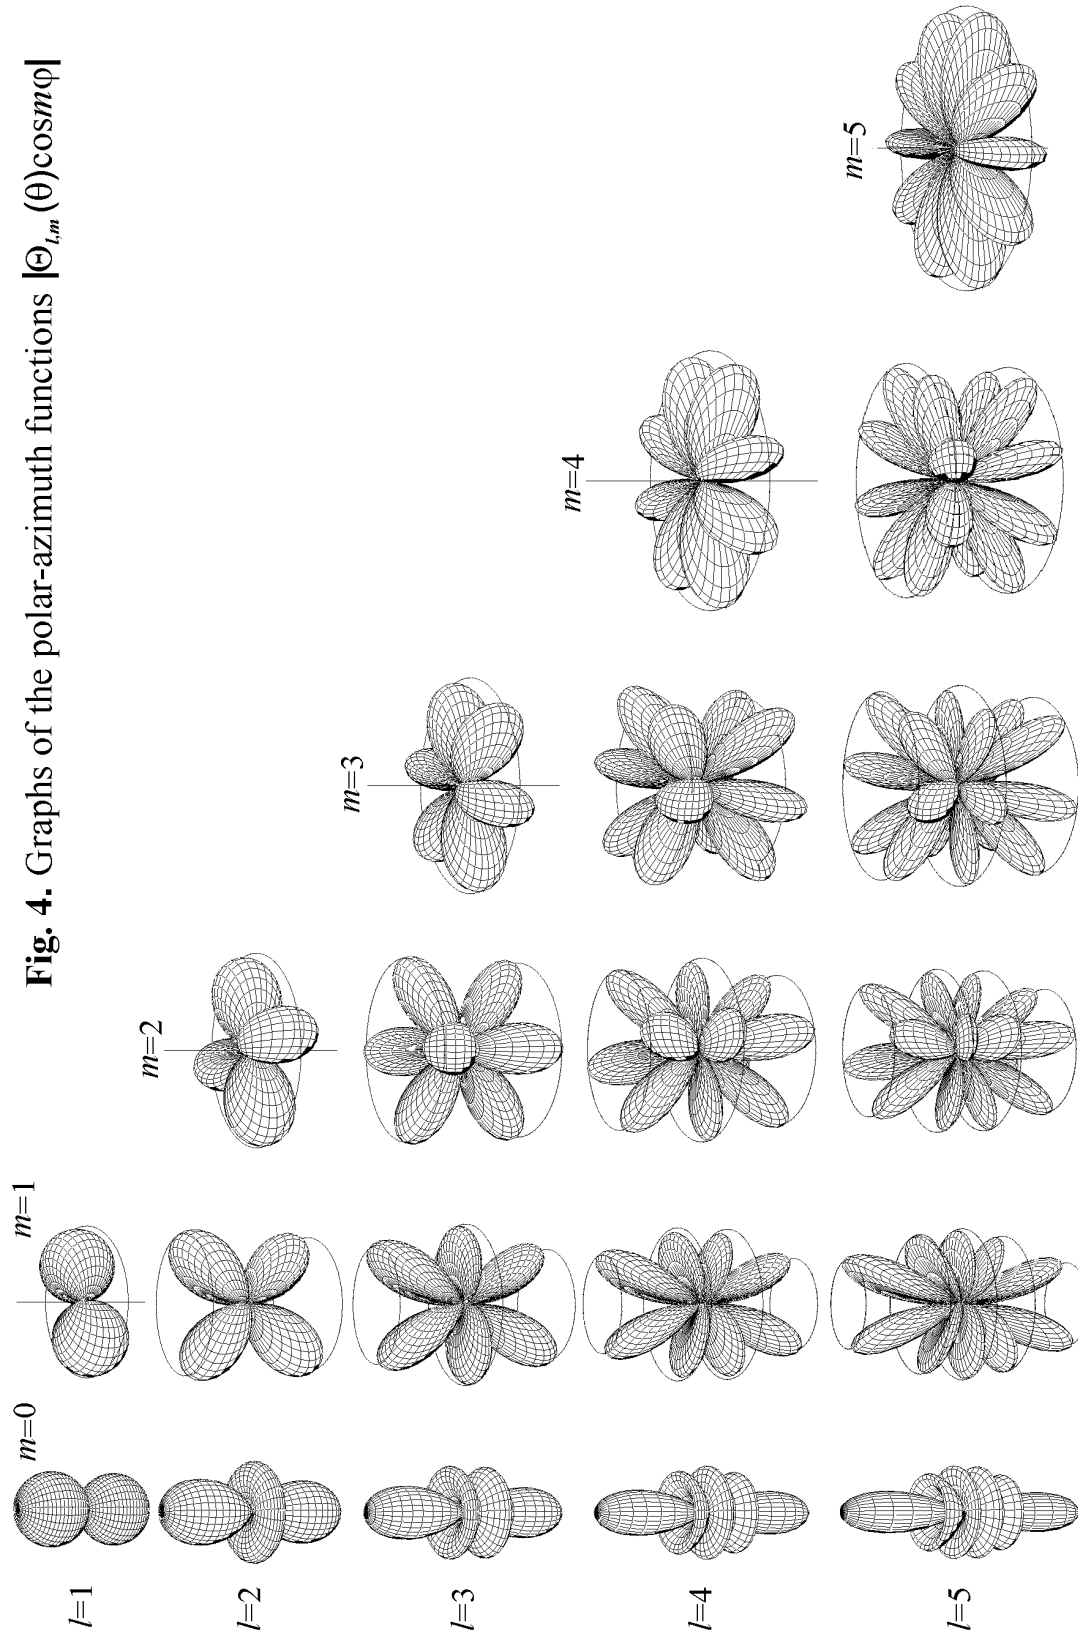 Fig. 4. Graphs of the polar-azimuth functions |Θl,m(θ)cosmφ|
m=0
m=1
m=2
m=3
m=4
m=5
l=1
l=2
l=3
l=4
l=5